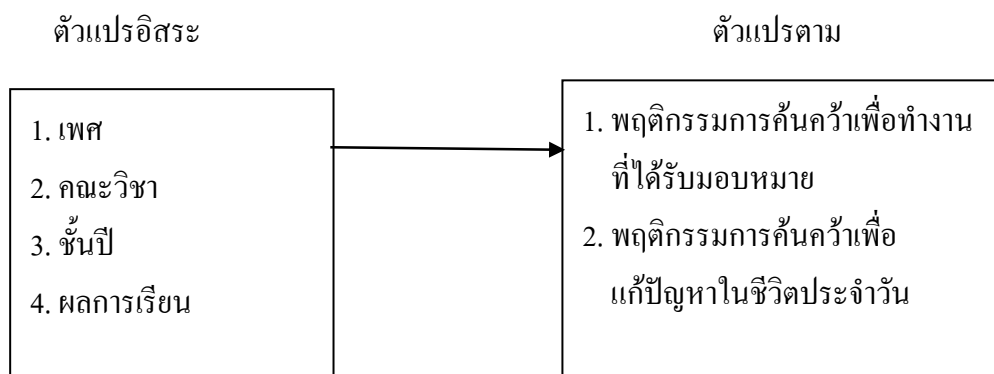 ตัวแปรอิสระ
ตัวแปรตาม
1. เพศ
2. คณะวิชา
3. ชั้นปี
4. ผลการเรียน
1. พฤติกรรมการค้นคว้าเพื่อทำงาน
ที่ได้รับมอบหมาย
2. พฤติกรรมการค้นคว้าเพื่อ
แก้ปัญหาในชีวิตประจำวัน